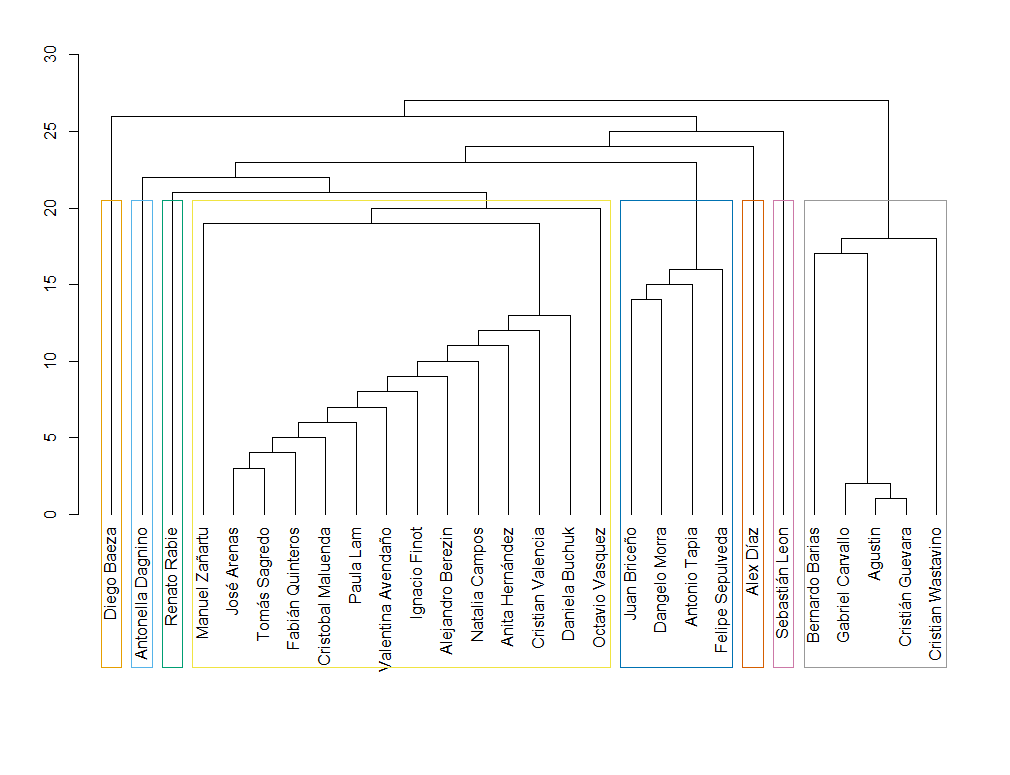 30
25
20
15
10
5
0
Diego Baeza
Antonella Dagnino
Renato Rabie
Manuel Zañartu
José Arenas
Tomás Sagredo
Fabián Quinteros
Cristobal Maluenda
Paula Lam
Valentina Avendaño
Ignacio Finot
Alejandro Berezin
Natalia Campos
Anita Hernández
Cristian Valencia
Daniela Buchuk
Octavio Vasquez
Juan Briceño
Dangelo Morra
Antonio Tapia
Felipe Sepulveda
Alex Díaz
Sebastián Leon
Bernardo Barias
Gabriel Carvallo
Agustin
Cristián Guevara
Cristian Wastavino